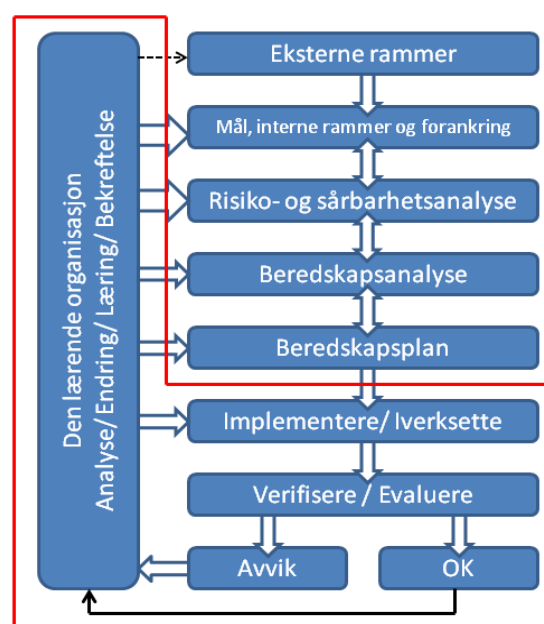 Den lærende organisasjon
Analyse/ Endring/ Læring/ Bekreftelse
Eksterne rammer
Mål, interne rammer og forankring
Risiko- og sårbarhetsanalyse
Beredskapsanalyse
Beredskapsplan
Implementere/ Iverksette
Verifisere / Evaluere
Avvik
OK